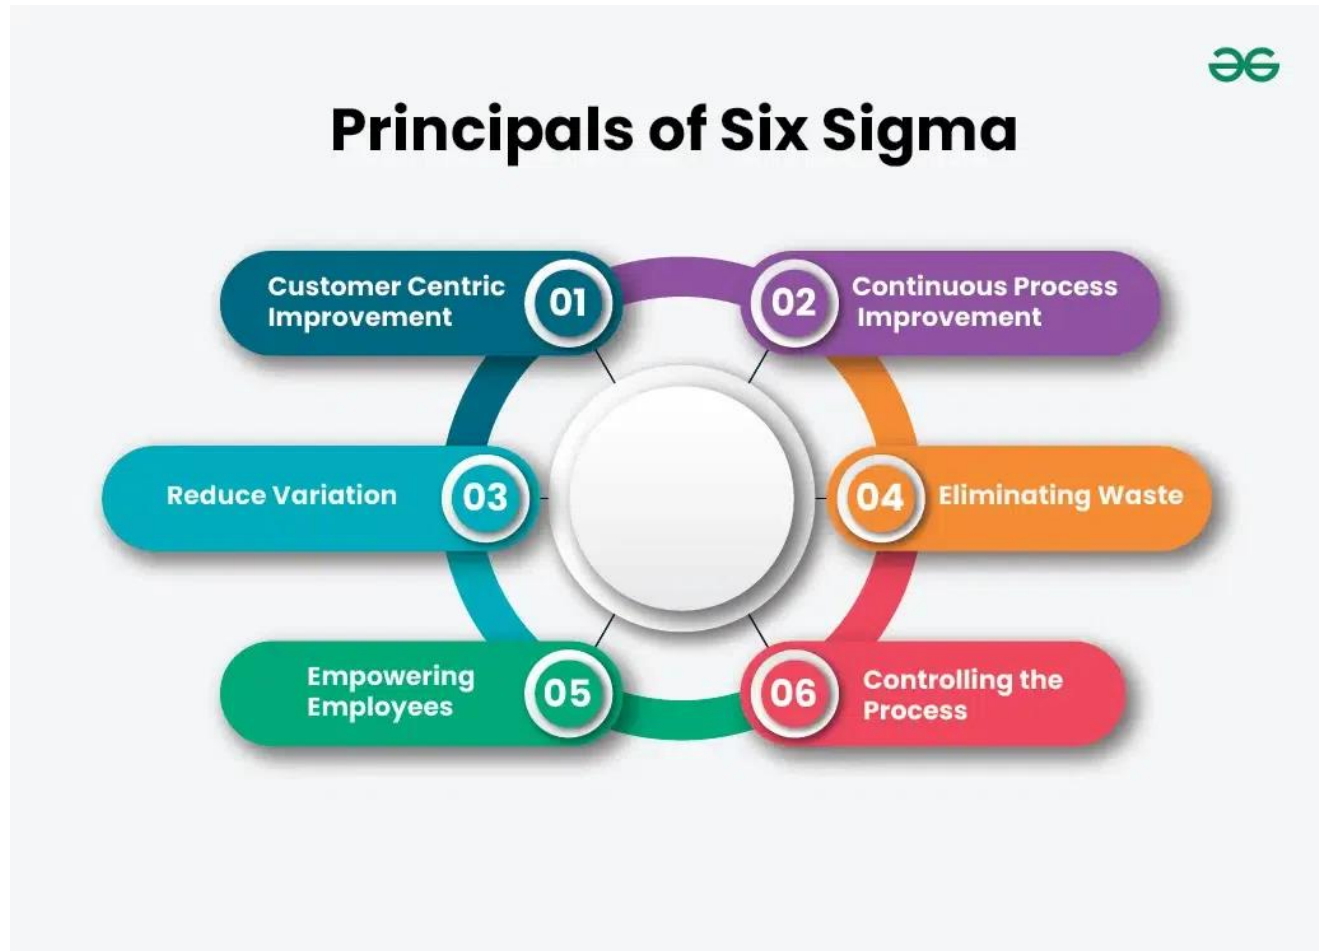 Principals of Six Sigma
Customer Centric
Improvement
01
02
Continuous Process
Improvement
Reduce Variation
03
04
Eliminating Waste
Empowering
Employees
05
06
Controlling the
Process